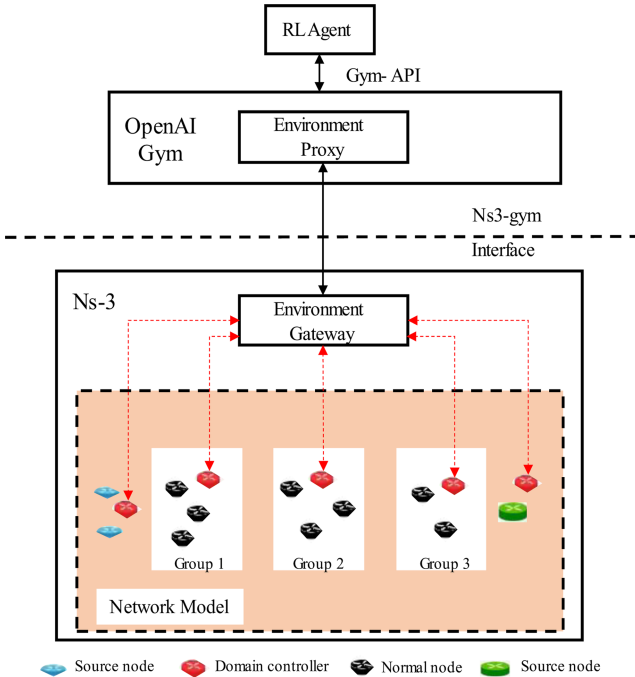 RL Agent
Gym- API
OpenAI
Gym
Environment
Proxy
Ns3-gym
Interface
Ns-3
Environment
Gateway
Group 1
Group 2
Group 3
Network Model
Source node
Domain controller
Normal node
Source node